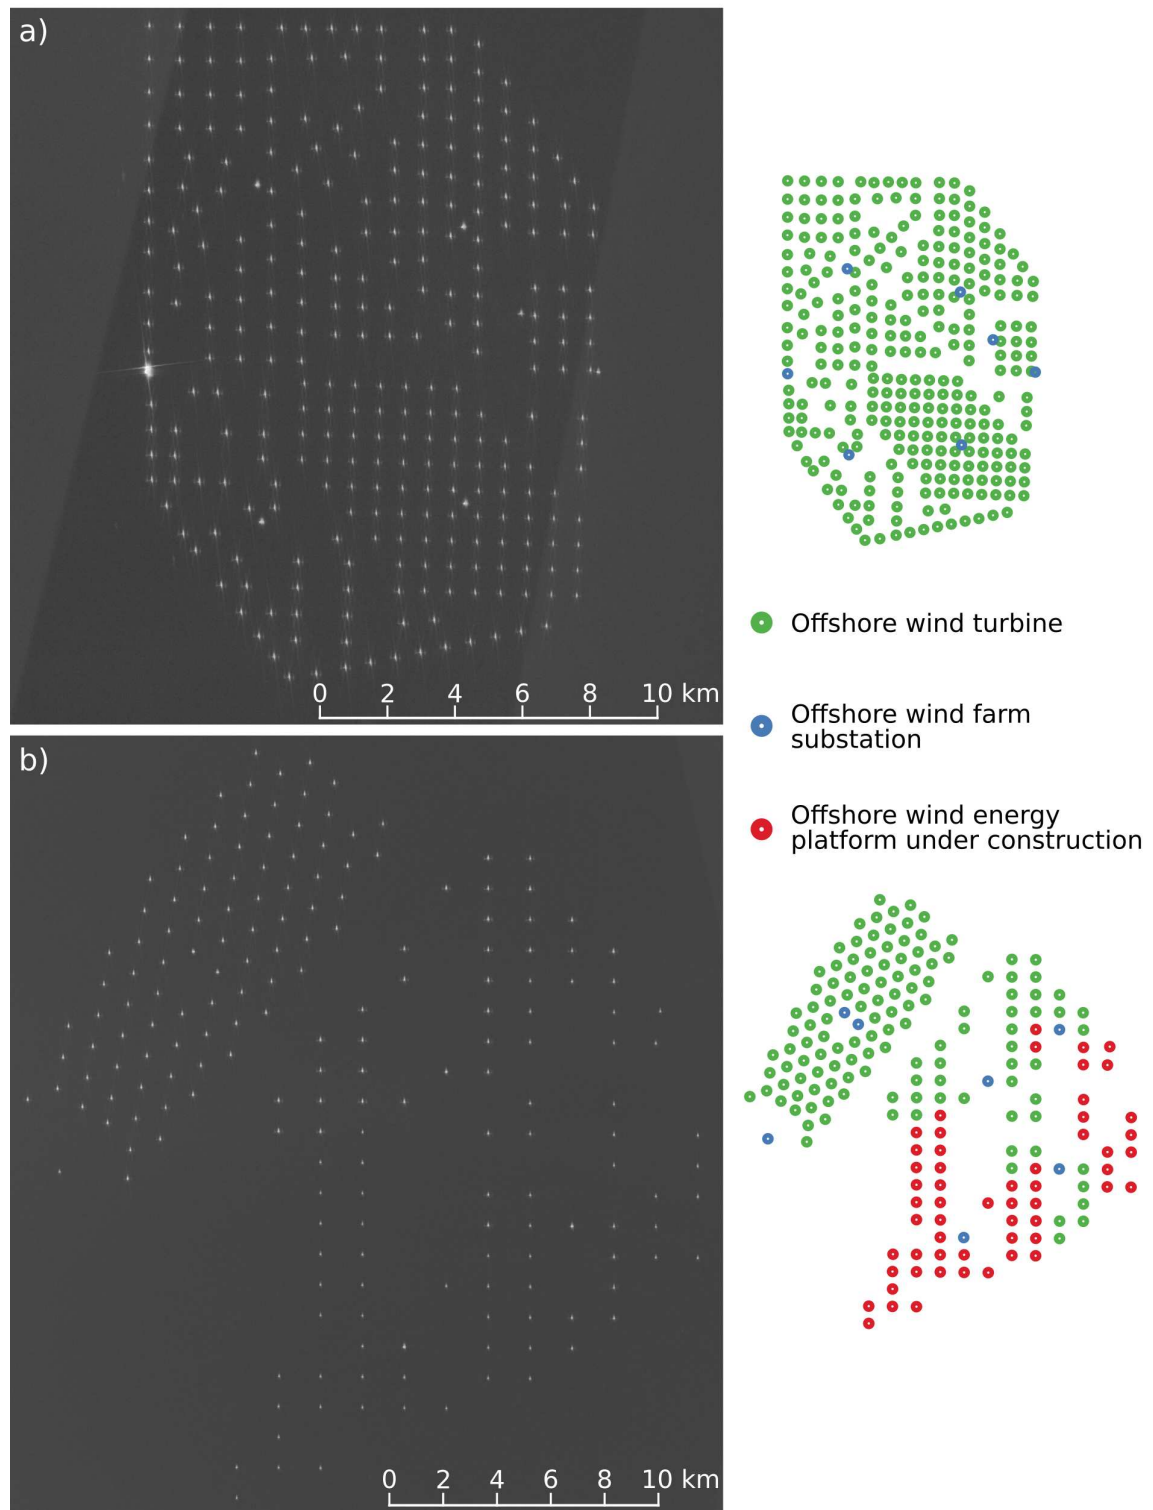 a)
0 2 4 6 8 10 km
Offshore wind turbine
Offshore wind farm
substation
Offshore wind energy
platform under construction
b)
0 2 4 6 8 10 km